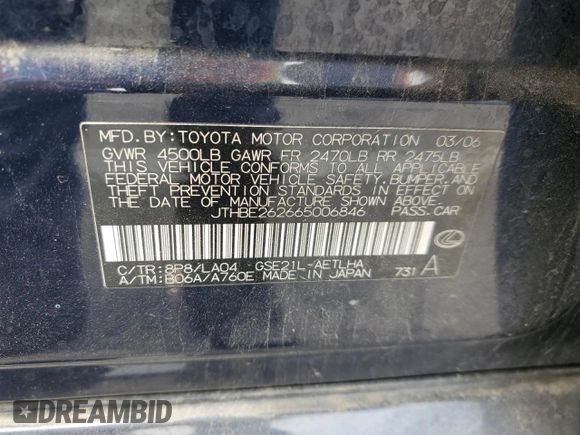 MFD. BY: TOYOTA MOTOR CORPORATION 03/06
GVWR 4500LB GAWR FR 2470LB RR 2475LB
THIS VEHICLE CONFORMS TO ALL APPLICABLE
FEDERAL MOTOR VEHICLE SAFETY, BUMPER, AND
THEFT PREVENTION STANDARDS IN EFFECT ON
THE DATE OF MANUFACTURE SHOWN ABOVE.
JTHBE262665006846 PASS.CAR
C/TR: 8P8/LA04 GSE21L-AETLHA
A/TM: B06A/A760E MADE IN JAPAN 731 A
DREAMBID